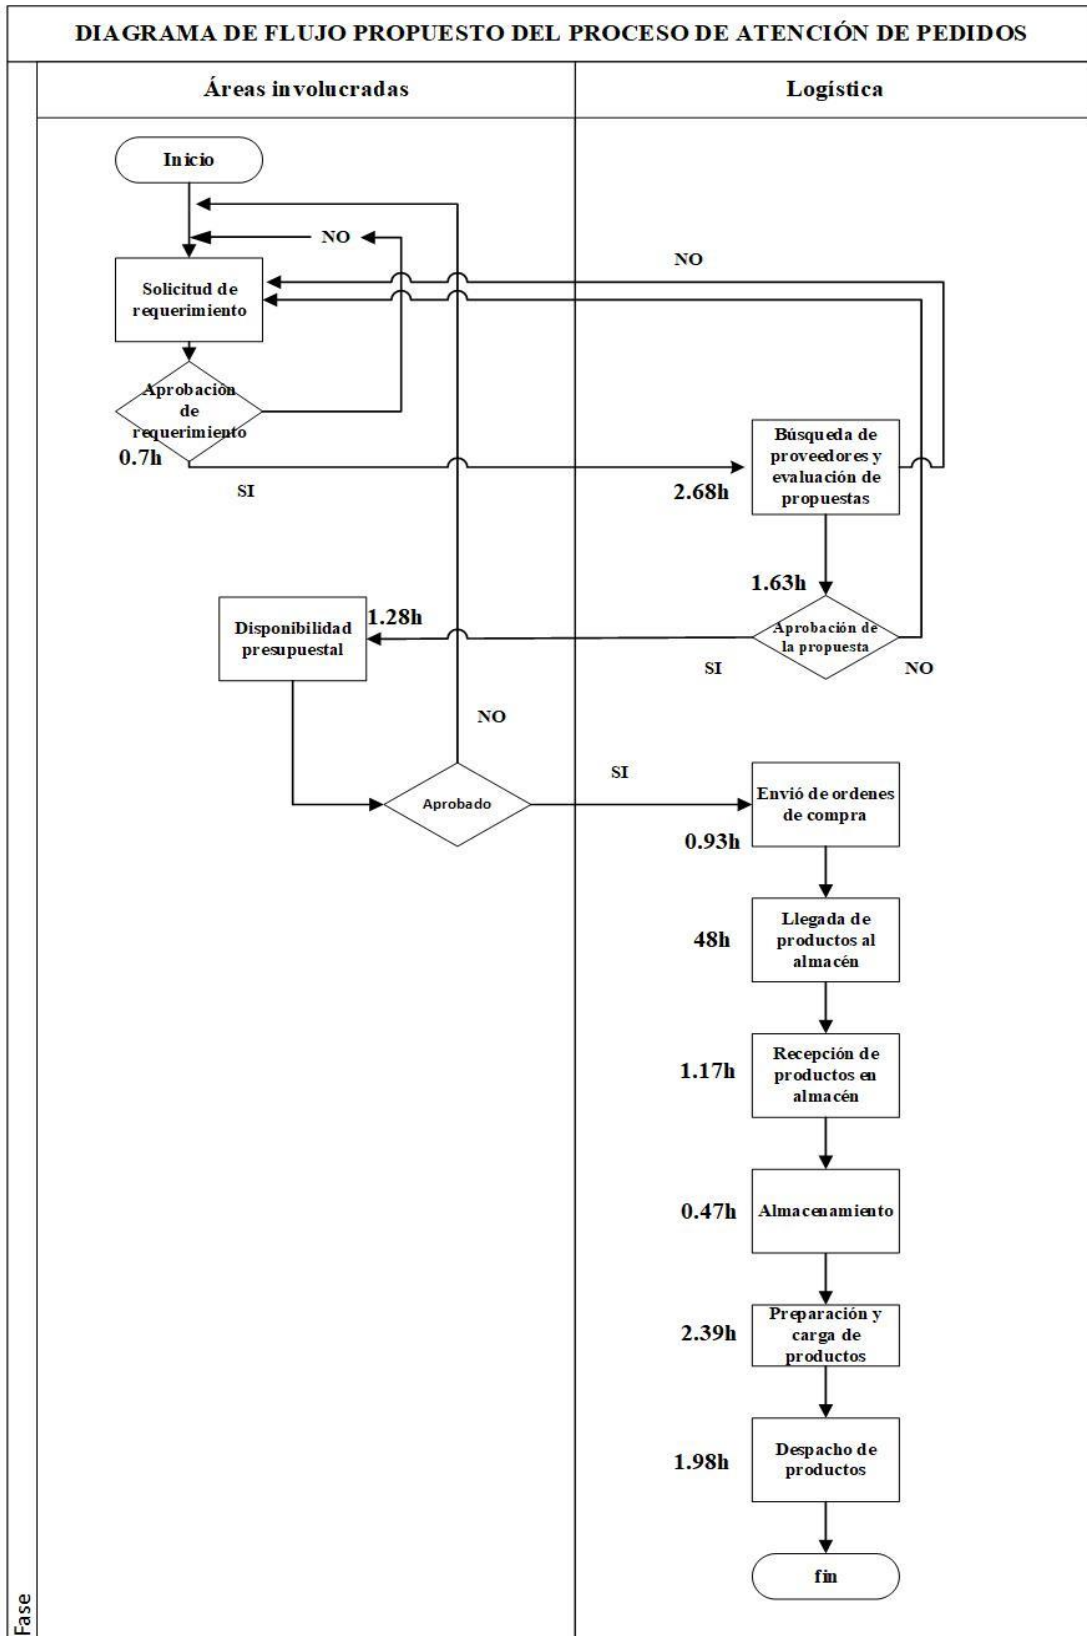 DIAGRAMA DE FLUJO PROPUESTO DEL PROCESO DE ATENCIÓN DE PEDIDOS
Áreas involucradas
Logística
Inicio
NO
NO
Solicitud de
requerimiento
Aprobación
de
requerimiento
0.7h
SI
Búsqueda de
proveedores y
evaluación de
propuestas
2.68h
1.63h
Aprobación de
la propuesta
SI
NO
1.28h
Disponibilidad
presupuestal
NO
Aprobado
SI
Envió de ordenes
de compra
0.93h
Llegada de
productos al
almacén
48h
Recepción de
productos en
almacén
1.17h
Almacenamiento
0.47h
Preparación y
carga de
productos
2.39h
Despacho de
productos
1.98h
fin
Fase